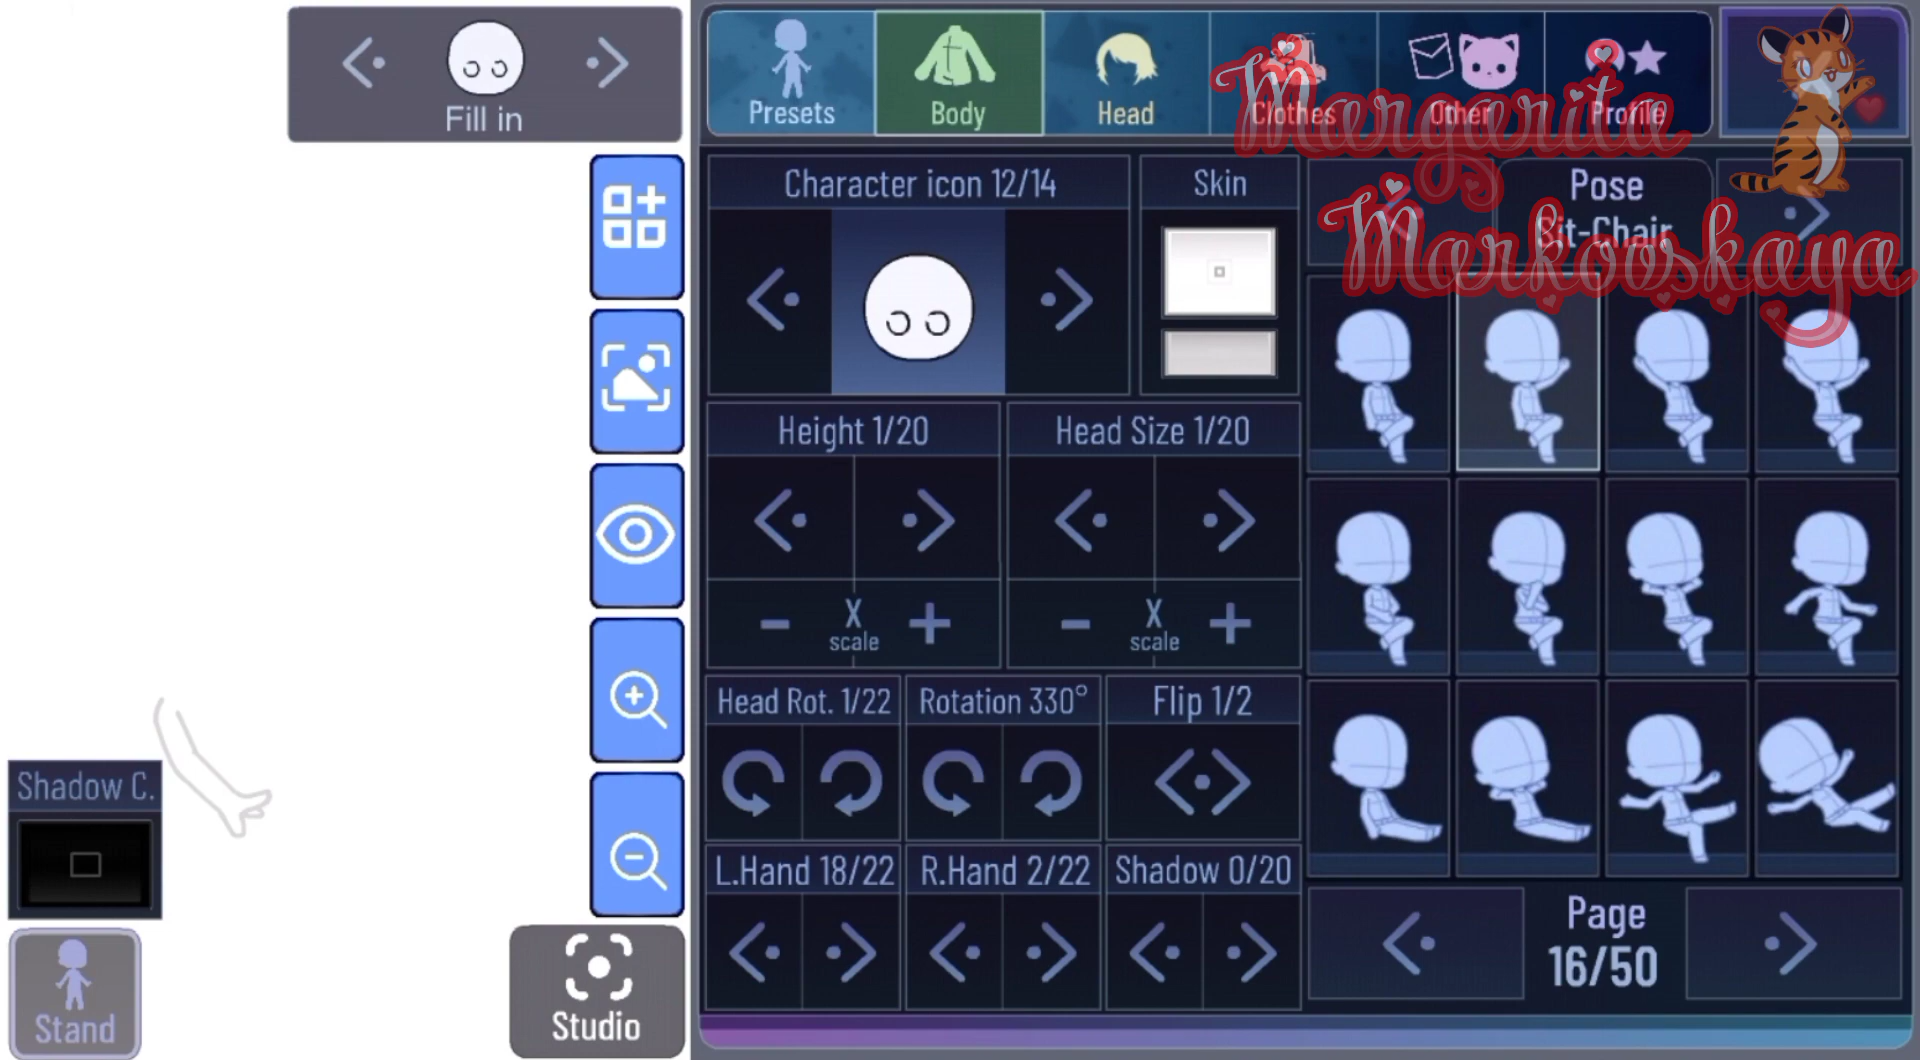 Fill in
Presets
Body
Head
Clothes
Other
Profile
Margarita
Markovskaya
Character icon 12/14
Skin
Pose
Sit-Chair
Height 1/20
Head Size 1/20
X
scale
X
scale
Head Rot. 1/22
Rotation 330°
Flip 1/2
Shadow C.
L.Hand 18/22
R.Hand 2/22
Shadow 0/20
Page
16/50
Stand
Studio